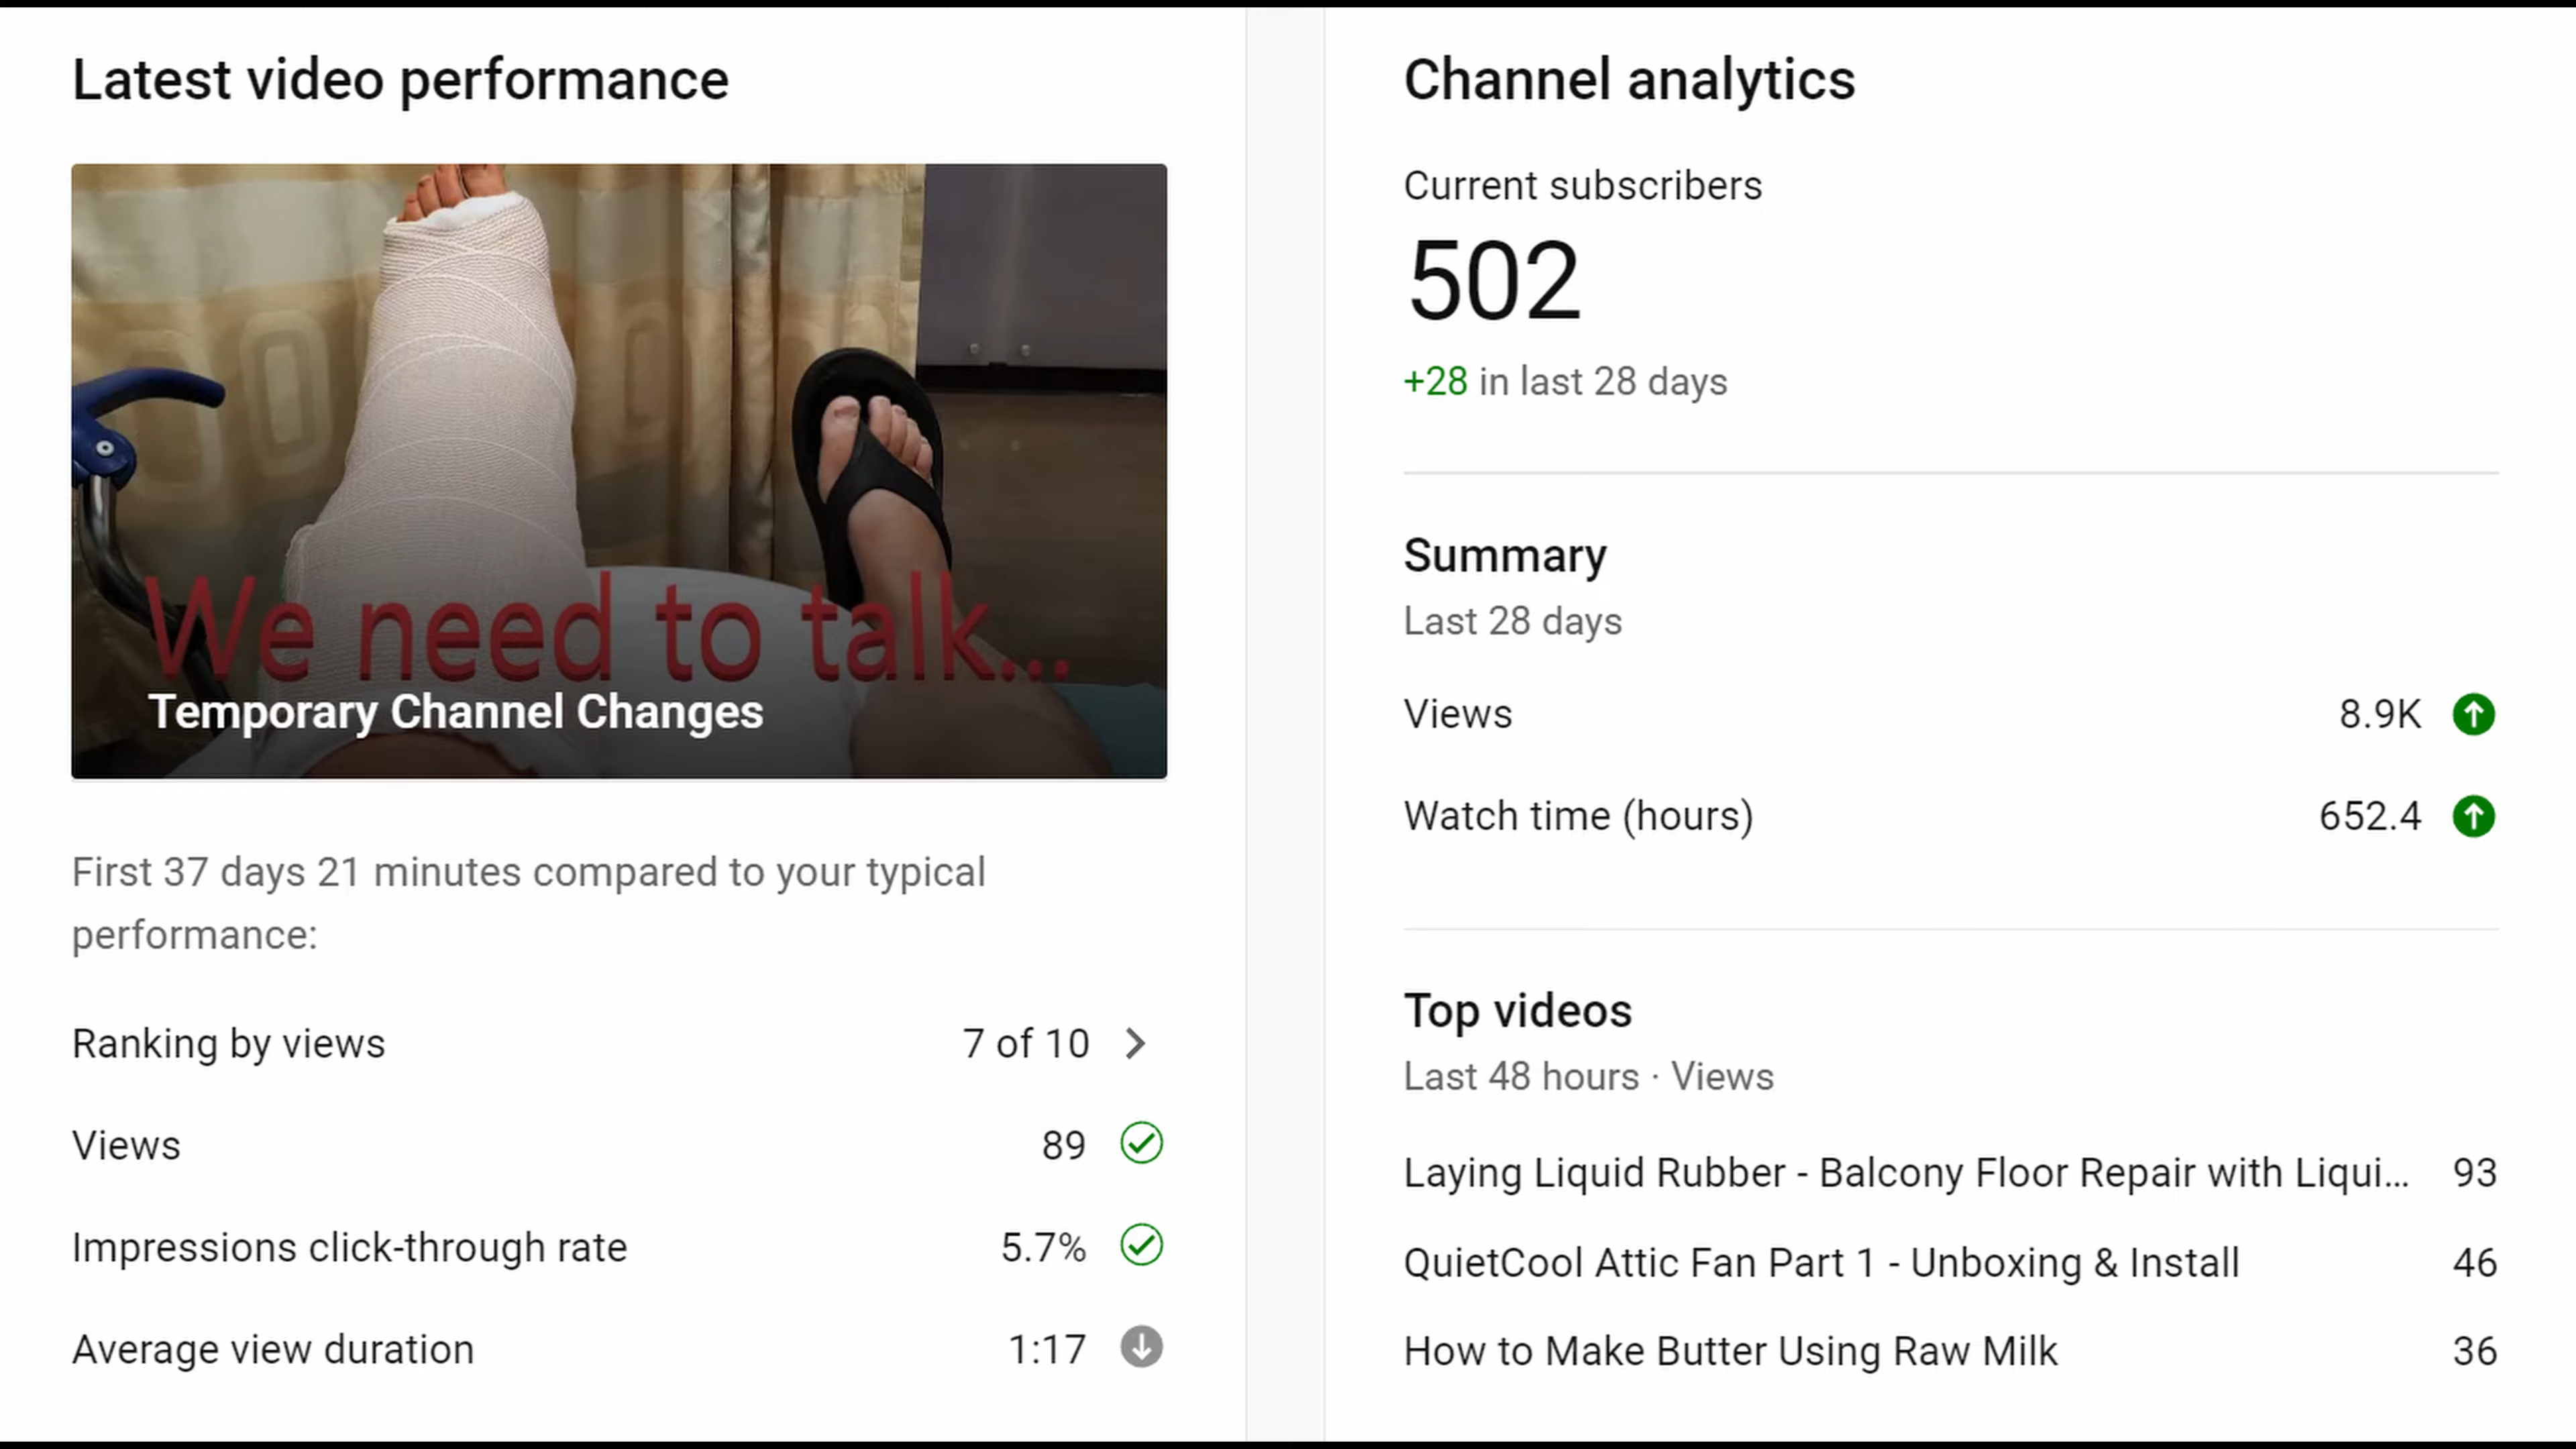 Latest video performance
We need to talk...
Temporary Channel Changes
First 37 days 21 minutes compared to your typical
performance:
Ranking by views 7 of 10
Views 89
Impressions click-through rate 5.7%
Average view duration 1:17
Channel analytics
Current subscribers
502
+28 in last 28 days
Summary
Last 28 days
Views 8.9K
Watch time (hours) 652.4
Top videos
Last 48 hours · Views
Laying Liquid Rubber - Balcony Floor Repair with Liqui... 93
QuietCool Attic Fan Part 1 - Unboxing & Install 46
How to Make Butter Using Raw Milk 36